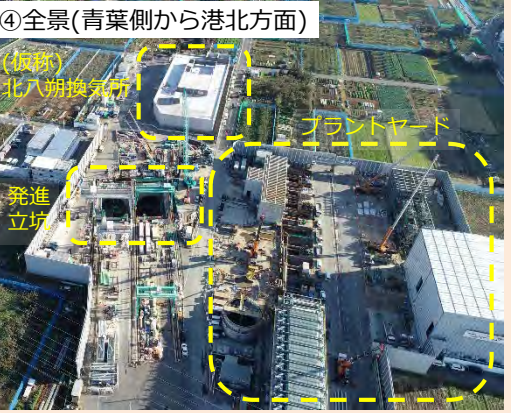 ④全景(青葉側から港北方面)
(仮称)
北八朔換気所
プラントヤード
発進
立坑